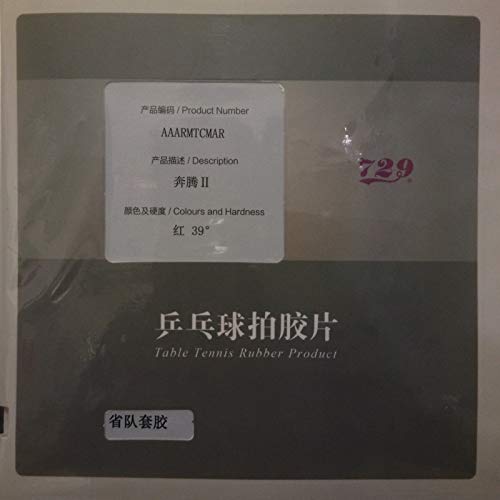 产品编码 / Product Number
AAARMTCMAR
产品描述 / Description
奔腾Ⅱ
颜色及硬度 / Colours and Hardness
红 39°
729®
乒乓球拍胶片
Table Tennis Rubber Product
省队套胶